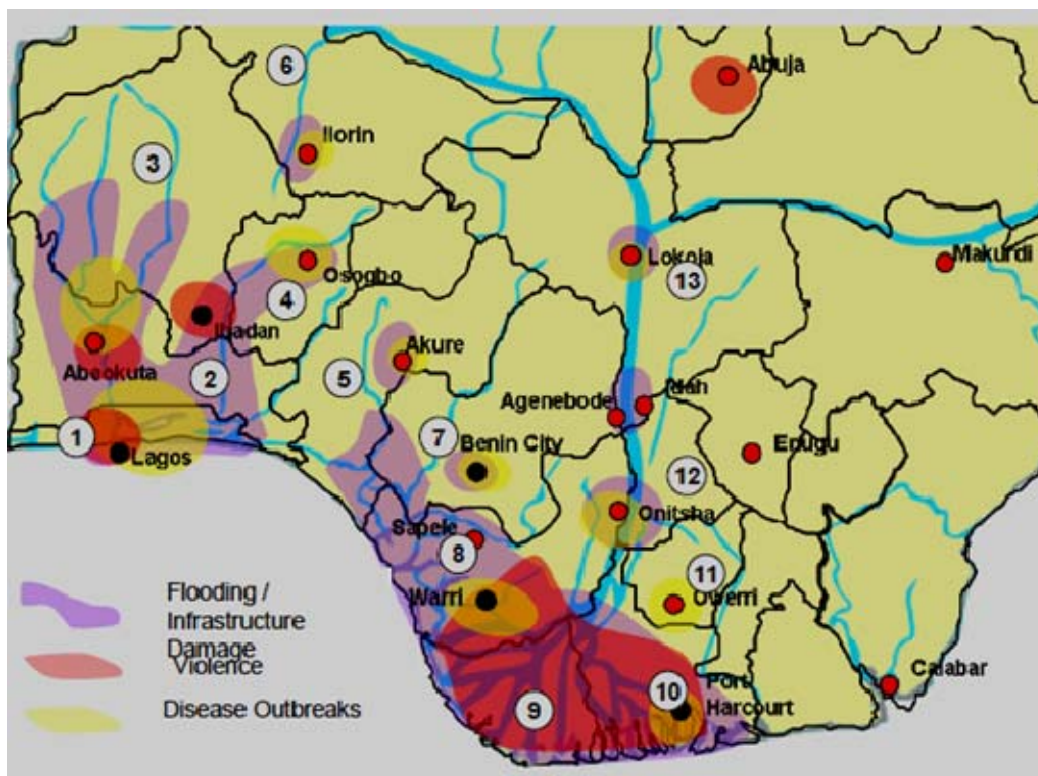 Abuja
6
Ilorin
3
Lokoja
Makurdi
Osogbo
13
4
Ibadan
Akure
Abeokuta
2
5
Idah
Agenebode
1
7
Benin City
Enugu
Lagos
12
Onitsha
Sapele
8
11
Warri
Owerri
Flooding /
Infrastructure
Damage
Violence
Calabar
10
Port
Harcourt
9
Disease Outbreaks